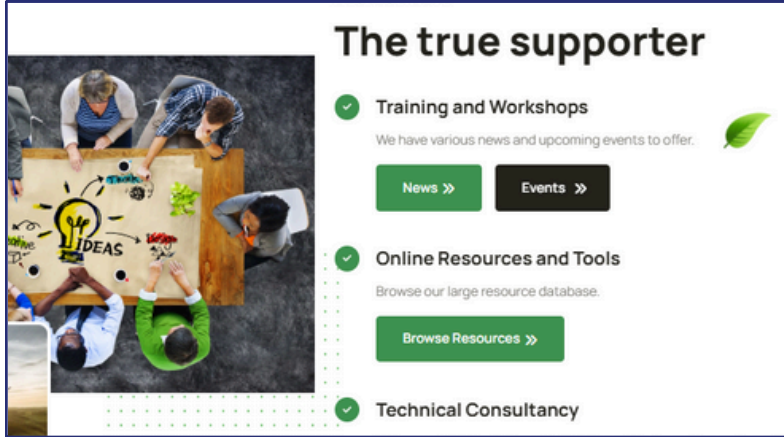 The true supporter
Training and Workshops
We have various news and upcoming events to offer.
News »
Events »
Online Resources and Tools
Browse our large resource database.
Browse Resources »
Technical Consultancy
IDEAS